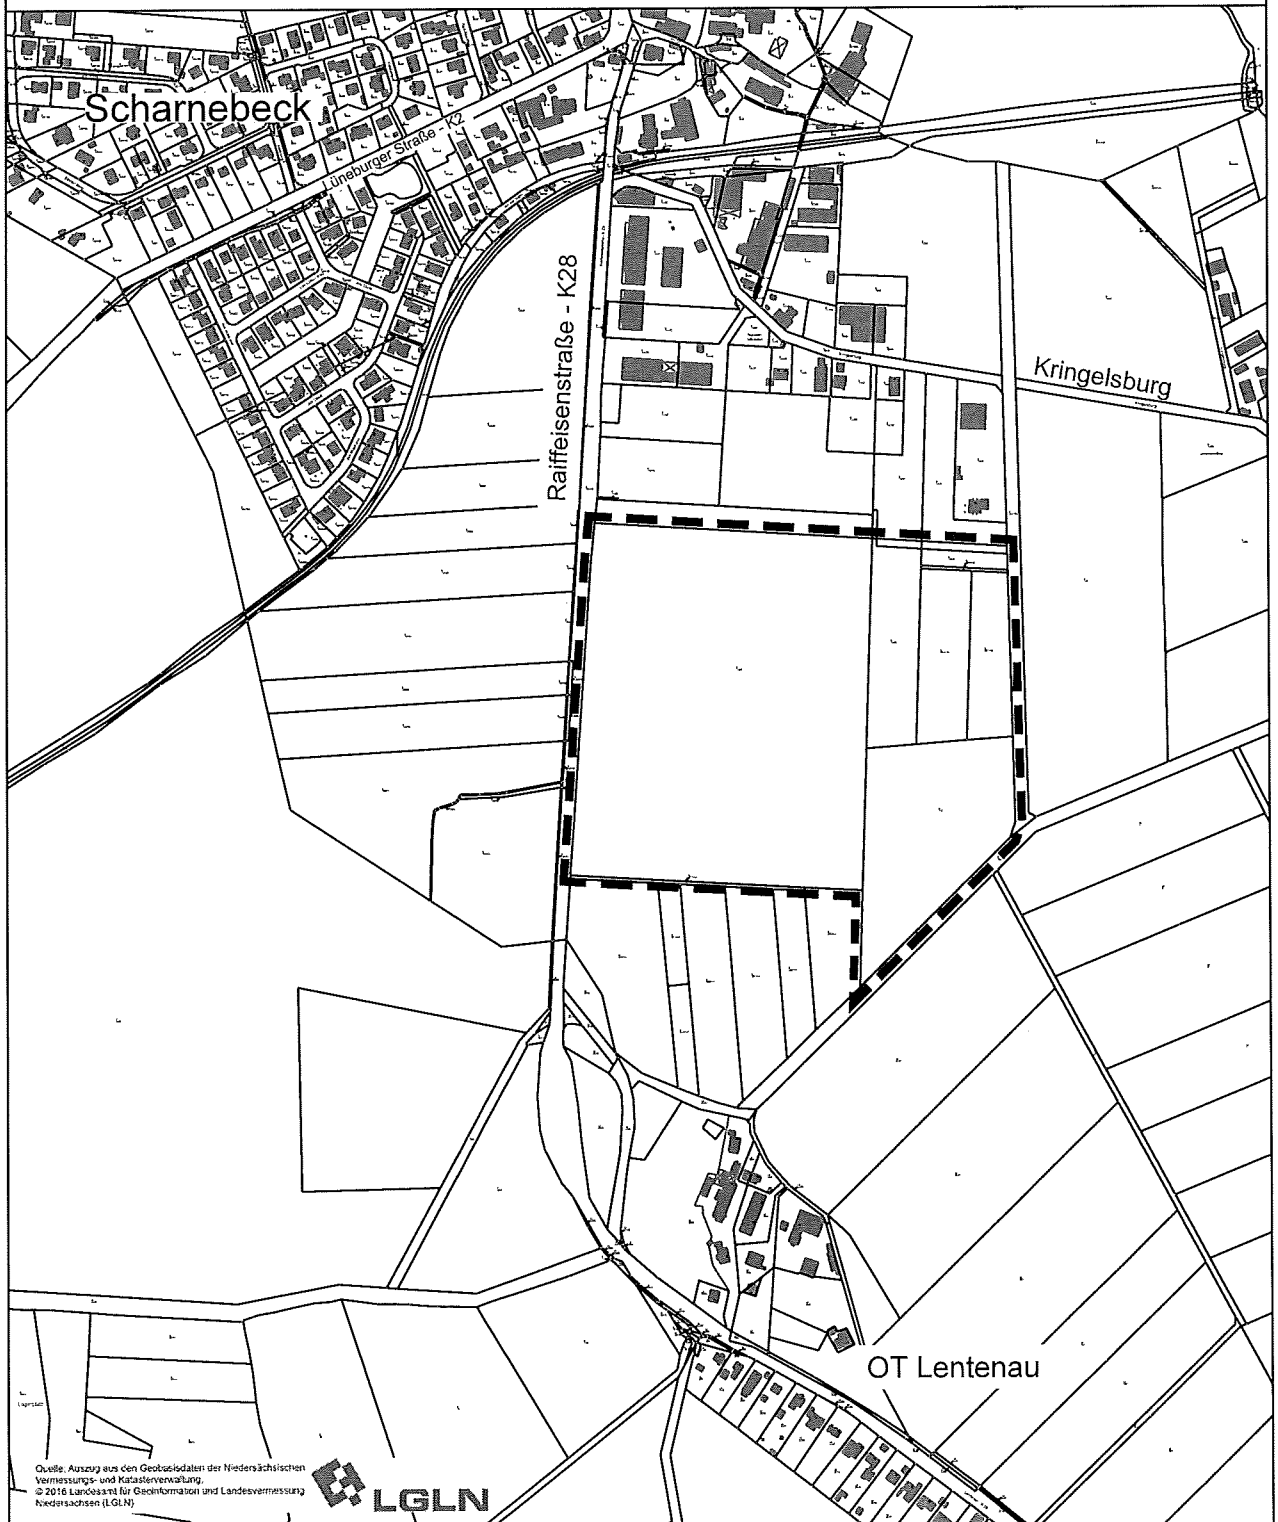 Scharnebeck
Lüneburger Straße - K2
Raiffeisenstraße - K28
Kringelsburg
OT Lentenau
Quelle: Auszug aus den Geobasisdaten der Niedersächsischen
Vermessungs- und Katasterverwaltung,
© 2016 Landesamt für Geoinformation und Landesvermessung
Niedersachsen (LGLN)
LGLN